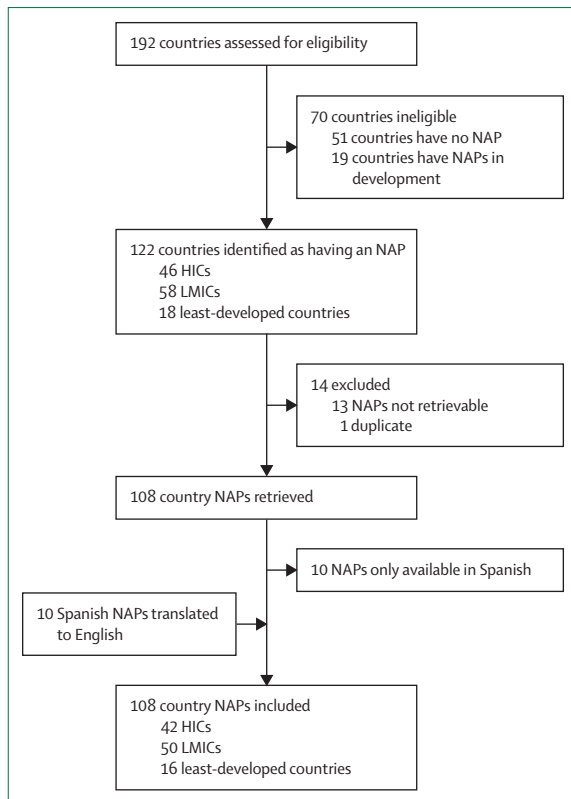 192 countries assessed for eligibility
70 countries ineligible
51 countries have no NAP
19 countries have NAPs in
development
122 countries identified as having an NAP
46 HICs
58 LMICs
18 least-developed countries
14 excluded
13 NAPs not retrievable
1 duplicate
108 country NAPs retrieved
10 NAPs only available in Spanish
10 Spanish NAPs translated
to English
108 country NAPs included
42 HICs
50 LMICs
16 least-developed countries